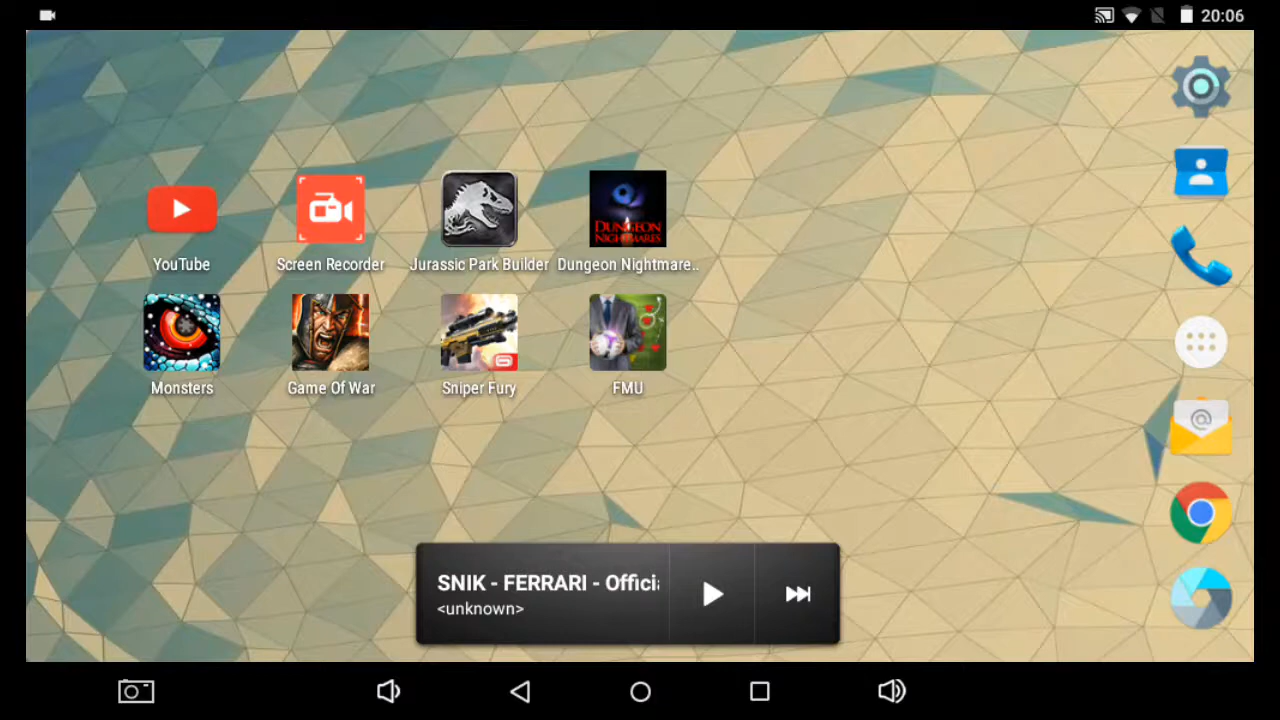 20:06
YouTube
Screen Recorder
Jurassic Park Builder
DUNGEON
NIGHTMARES
Dungeon Nightmare..
Monsters
Game Of War
Sniper Fury
FMU
@
SNIK - FERRARI - Offici
<unknown>